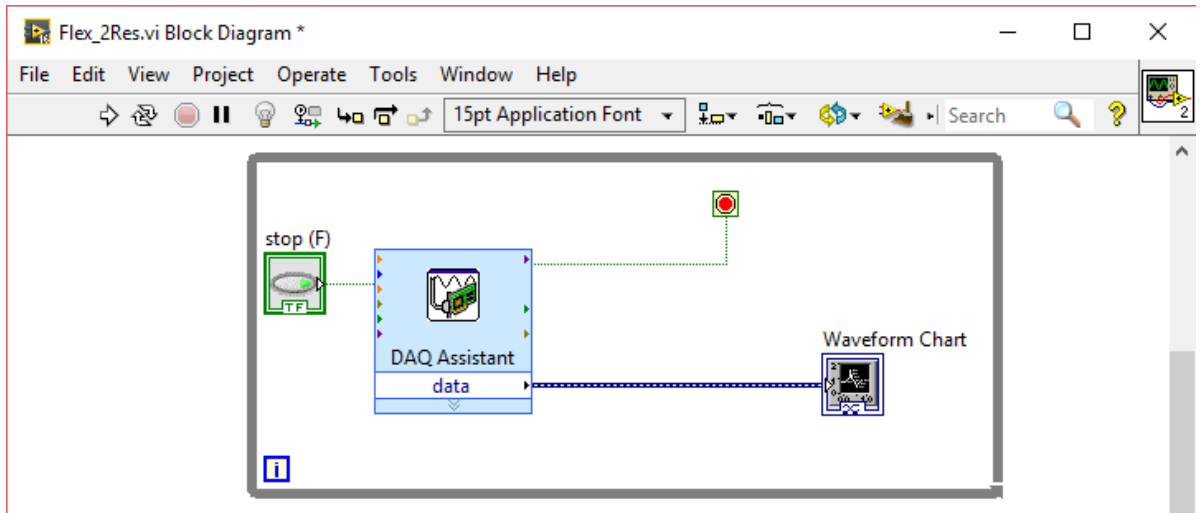 Flex_2Res.vi Block Diagram *
File Edit View Project Operate Tools Window Help
15pt Application Font
Search
2
stop (F)
TF
DAQ Assistant
data
Waveform Chart
i